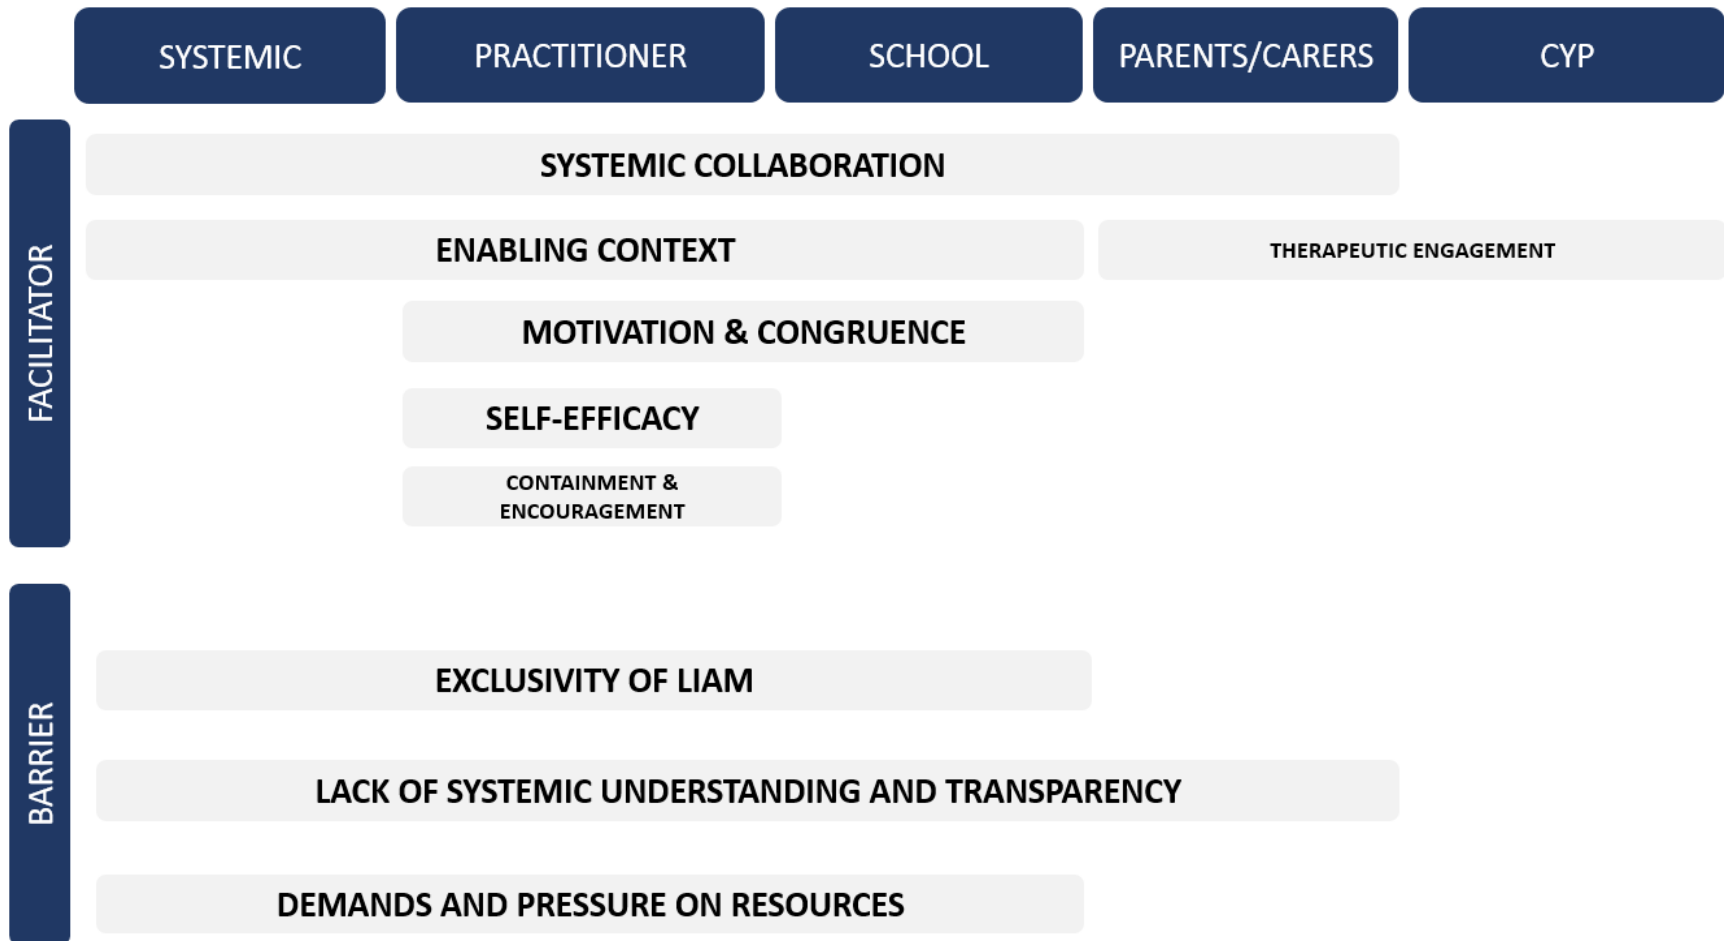 SYSTEMIC
PRACTITIONER
SCHOOL
PARENTS/CARERS
CYP
FACILITATOR
SYSTEMIC COLLABORATION
ENABLING CONTEXT
THERAPEUTIC ENGAGEMENT
MOTIVATION & CONGRUENCE
SELF-EFFICACY
CONTAINMENT &
ENCOURAGEMENT
BARRIER
EXCLUSIVITY OF LIAM
LACK OF SYSTEMIC UNDERSTANDING AND TRANSPARENCY
DEMANDS AND PRESSURE ON RESOURCES